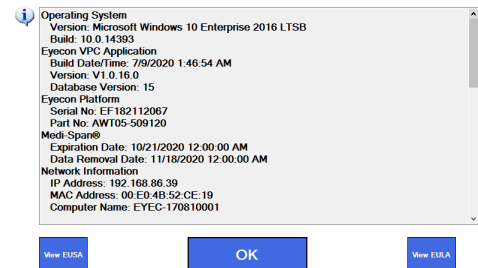 Operating System
Version: Microsoft Windows 10 Enterprise 2016 LTSB
Build: 10.0.14393
Eyecon VPC Application
Build Date/Time: 7/9/2020 1:46:54 AM
Version: V1.0.16.0
Database Version: 15
Eyecon Platform
Serial No: EF182112067
Part No: AWT05-509120
Medi-Span®
Expiration Date: 10/21/2020 12:00:00 AM
Data Removal Date: 11/18/2020 12:00:00 AM
Network Information
IP Address: 192.168.86.39
MAC Address: 00:E0:4B:52:CE:19
Computer Name: EYEC-170810001
View EUSA
OK
View EULA